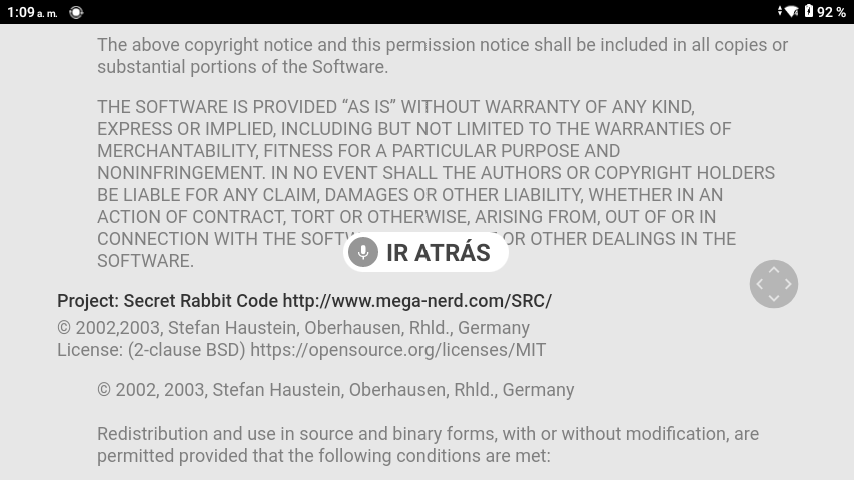 1:09 a. m.
92 %
The above copyright notice and this permission notice shall be included in all copies or
substantial portions of the Software.
THE SOFTWARE IS PROVIDED “AS IS” WITHOUT WARRANTY OF ANY KIND,
EXPRESS OR IMPLIED, INCLUDING BUT NOT LIMITED TO THE WARRANTIES OF
MERCHANTABILITY, FITNESS FOR A PARTICULAR PURPOSE AND
NONINFRINGEMENT. IN NO EVENT SHALL THE AUTHORS OR COPYRIGHT HOLDERS
BE LIABLE FOR ANY CLAIM, DAMAGES OR OTHER LIABILITY, WHETHER IN AN
ACTION OF CONTRACT, TORT OR OTHERWISE, ARISING FROM, OUT OF OR IN
CONNECTION WITH THE OR OTHER DEALINGS IN THE
IR ATRÁS
SOFTWARE.
Project: Secret Rabbit Code http://www.mega-nerd.com/SRC/
© 2002,2003, Stefan Haustein, Oberhausen, Rhld., Germany
License: (2-clause BSD) https://opensource.org/licenses/MIT
© 2002, 2003, Stefan Haustein, Oberhausen, Rhld., Germany
Redistribution and use in source and binary forms, with or without modification, are
permitted provided that the following conditions are met: